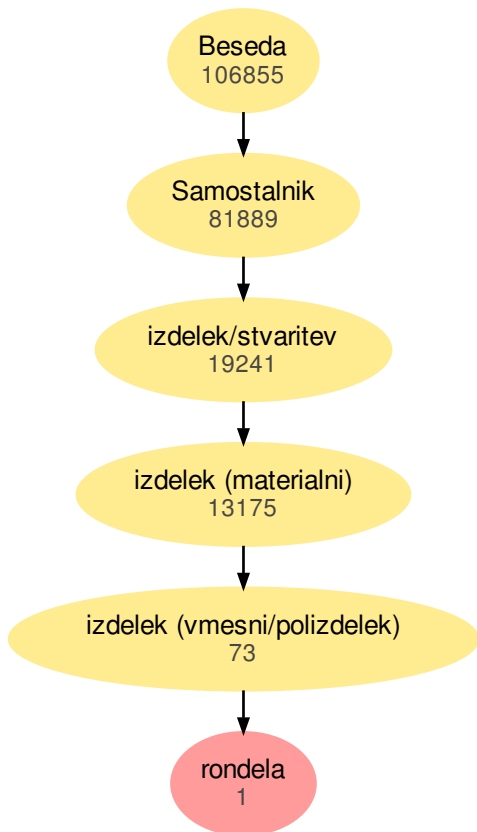 Beseda
106855
Samostalnik
81889
izdelek/stvaritev
19241
izdelek (materialni)
13175
izdelek (vmesni/polizdelek)
73
rondela
1